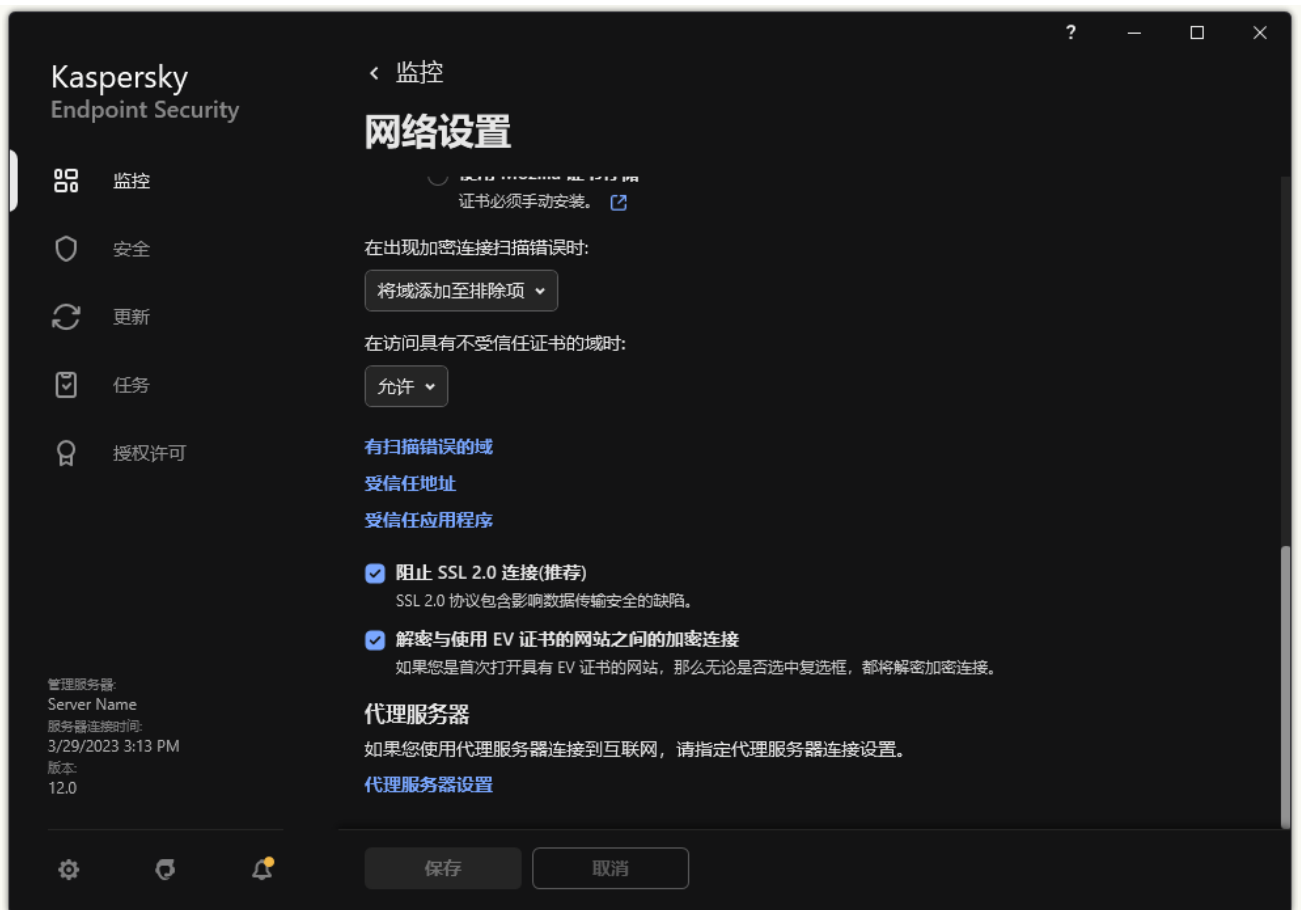 ?
Kaspersky
Endpoint Security
监控
安全
更新
任务
授权许可
管理服务器:
Server Name
服务器连接时间:
3/29/2023 3:13 PM
版本:
12.0
监控
网络设置
使用 Mozilla 证书存储
证书必须手动安装。
在出现加密连接扫描错误时:
将域添加至排除项
在访问具有不受信任证书的域时:
允许
有扫描错误的域
受信任地址
受信任应用程序
阻止 SSL 2.0 连接(推荐)
SSL 2.0 协议包含影响数据传输安全的缺陷。
解密与使用 EV 证书的网站之间的加密连接
如果您是首次打开具有 EV 证书的网站，那么无论是否选中复选框，都将解密加密连接。
代理服务器
如果您使用代理服务器连接到互联网，请指定代理服务器连接设置。
代理服务器设置
保存
取消